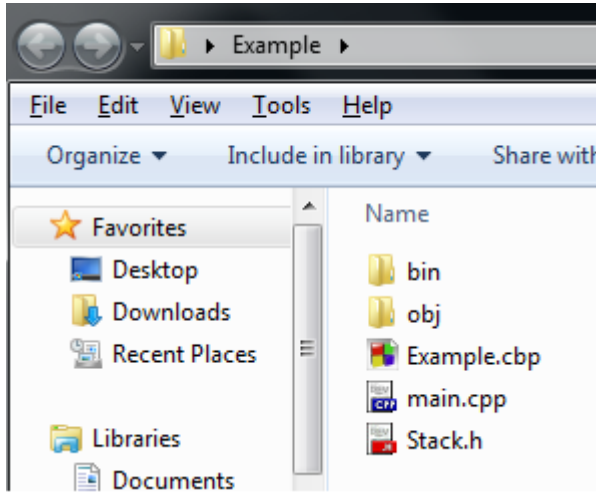 Example
File Edit View Tools Help
Organize Include in library Share with
Favorites
Desktop
Downloads
Recent Places
Libraries
Documents
Name
bin
obj
Example.cbp
main.cpp
Stack.h